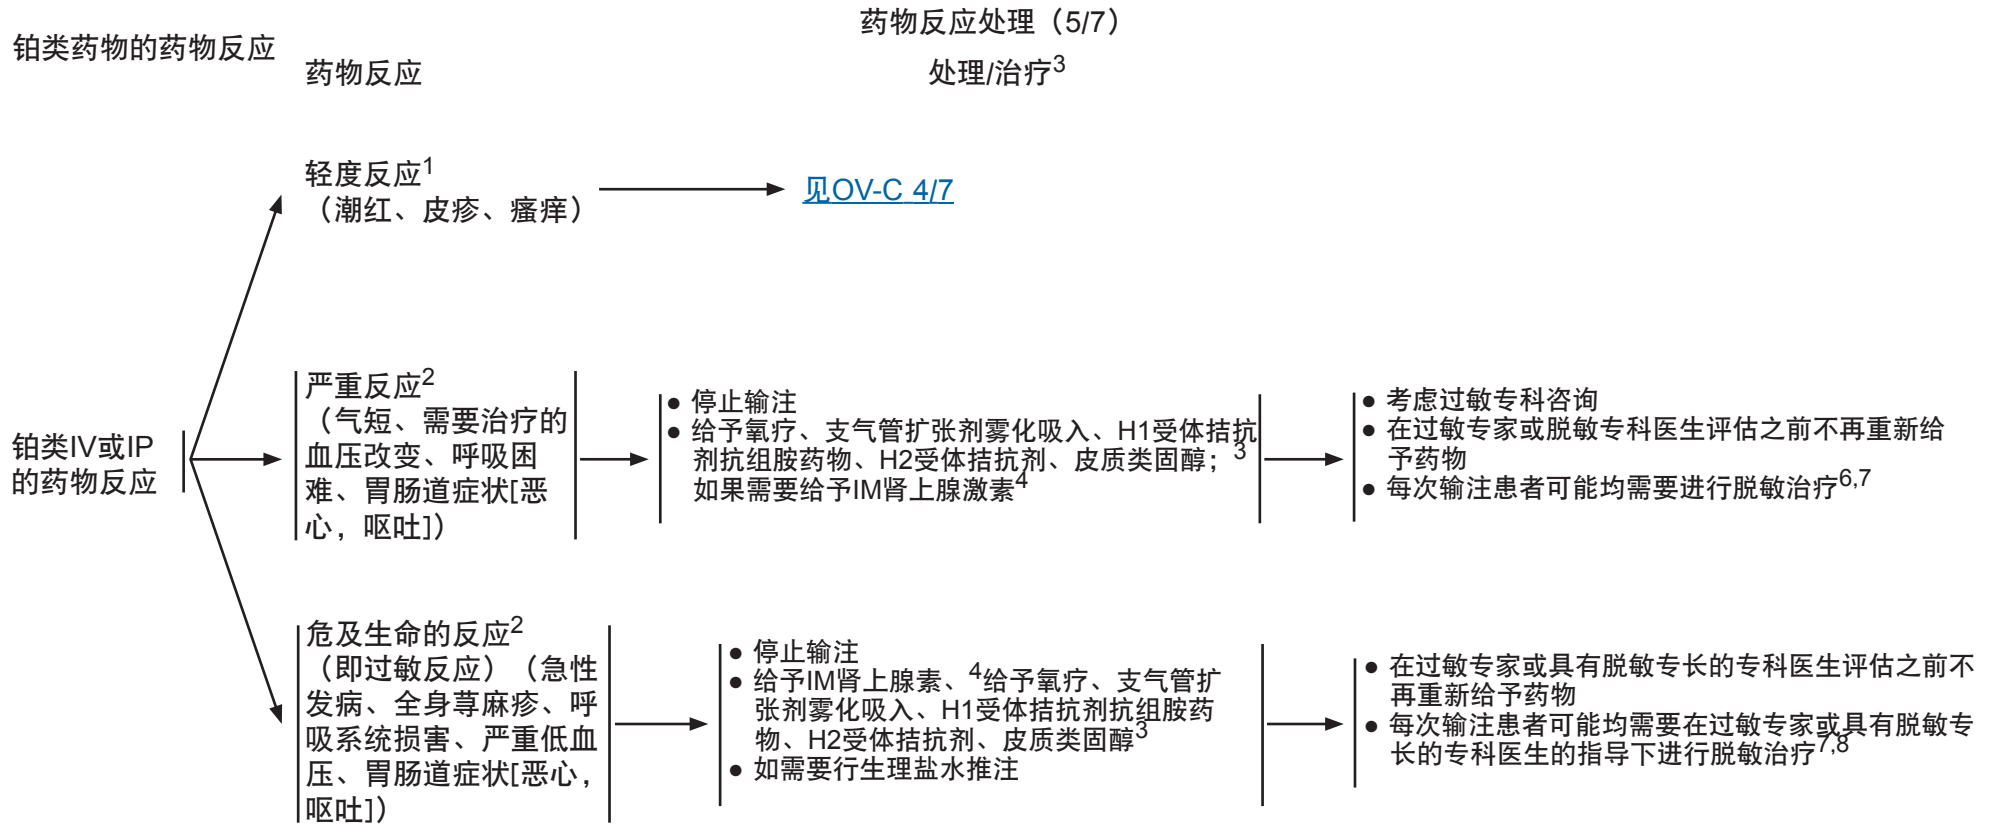 药物反应处理（5/7）
铂类药物的药物反应
药物反应
处理/治疗3
轻度反应1
（潮红、皮疹、瘙痒）
见OV-C 4/7
铂类IV或IP
的药物反应
严重反应2
（气短、需要治疗的
血压改变、呼吸困
难、胃肠道症状[恶
心，呕吐]）
● 停止输注
● 给予氧疗、支气管扩张剂雾化吸入、H1受体拮抗
剂抗组胺药物、H2受体拮抗剂、皮质类固醇；3
如果需要给予IM肾上腺激素4
● 考虑过敏专科咨询
● 在过敏专家或脱敏专科医生评估之前不再重新给
予药物
● 每次输注患者可能均需要进行脱敏治疗6,7
危及生命的反应2
（即过敏反应）（急性
发病、全身荨麻疹、呼
吸系统损害、严重低血
压、胃肠道症状[恶心，
呕吐]）
● 停止输注
● 给予IM肾上腺素、4给予氧疗、支气管扩
张剂雾化吸入、H1受体拮抗剂抗组胺药
物、H2受体拮抗剂、皮质类固醇3
● 如需要行生理盐水推注
● 在过敏专家或具有脱敏专长的专科医生评估之前不
再重新给予药物
● 每次输注患者可能均需要在过敏专家或具有脱敏专
长的专科医生的指导下进行脱敏治疗7,8